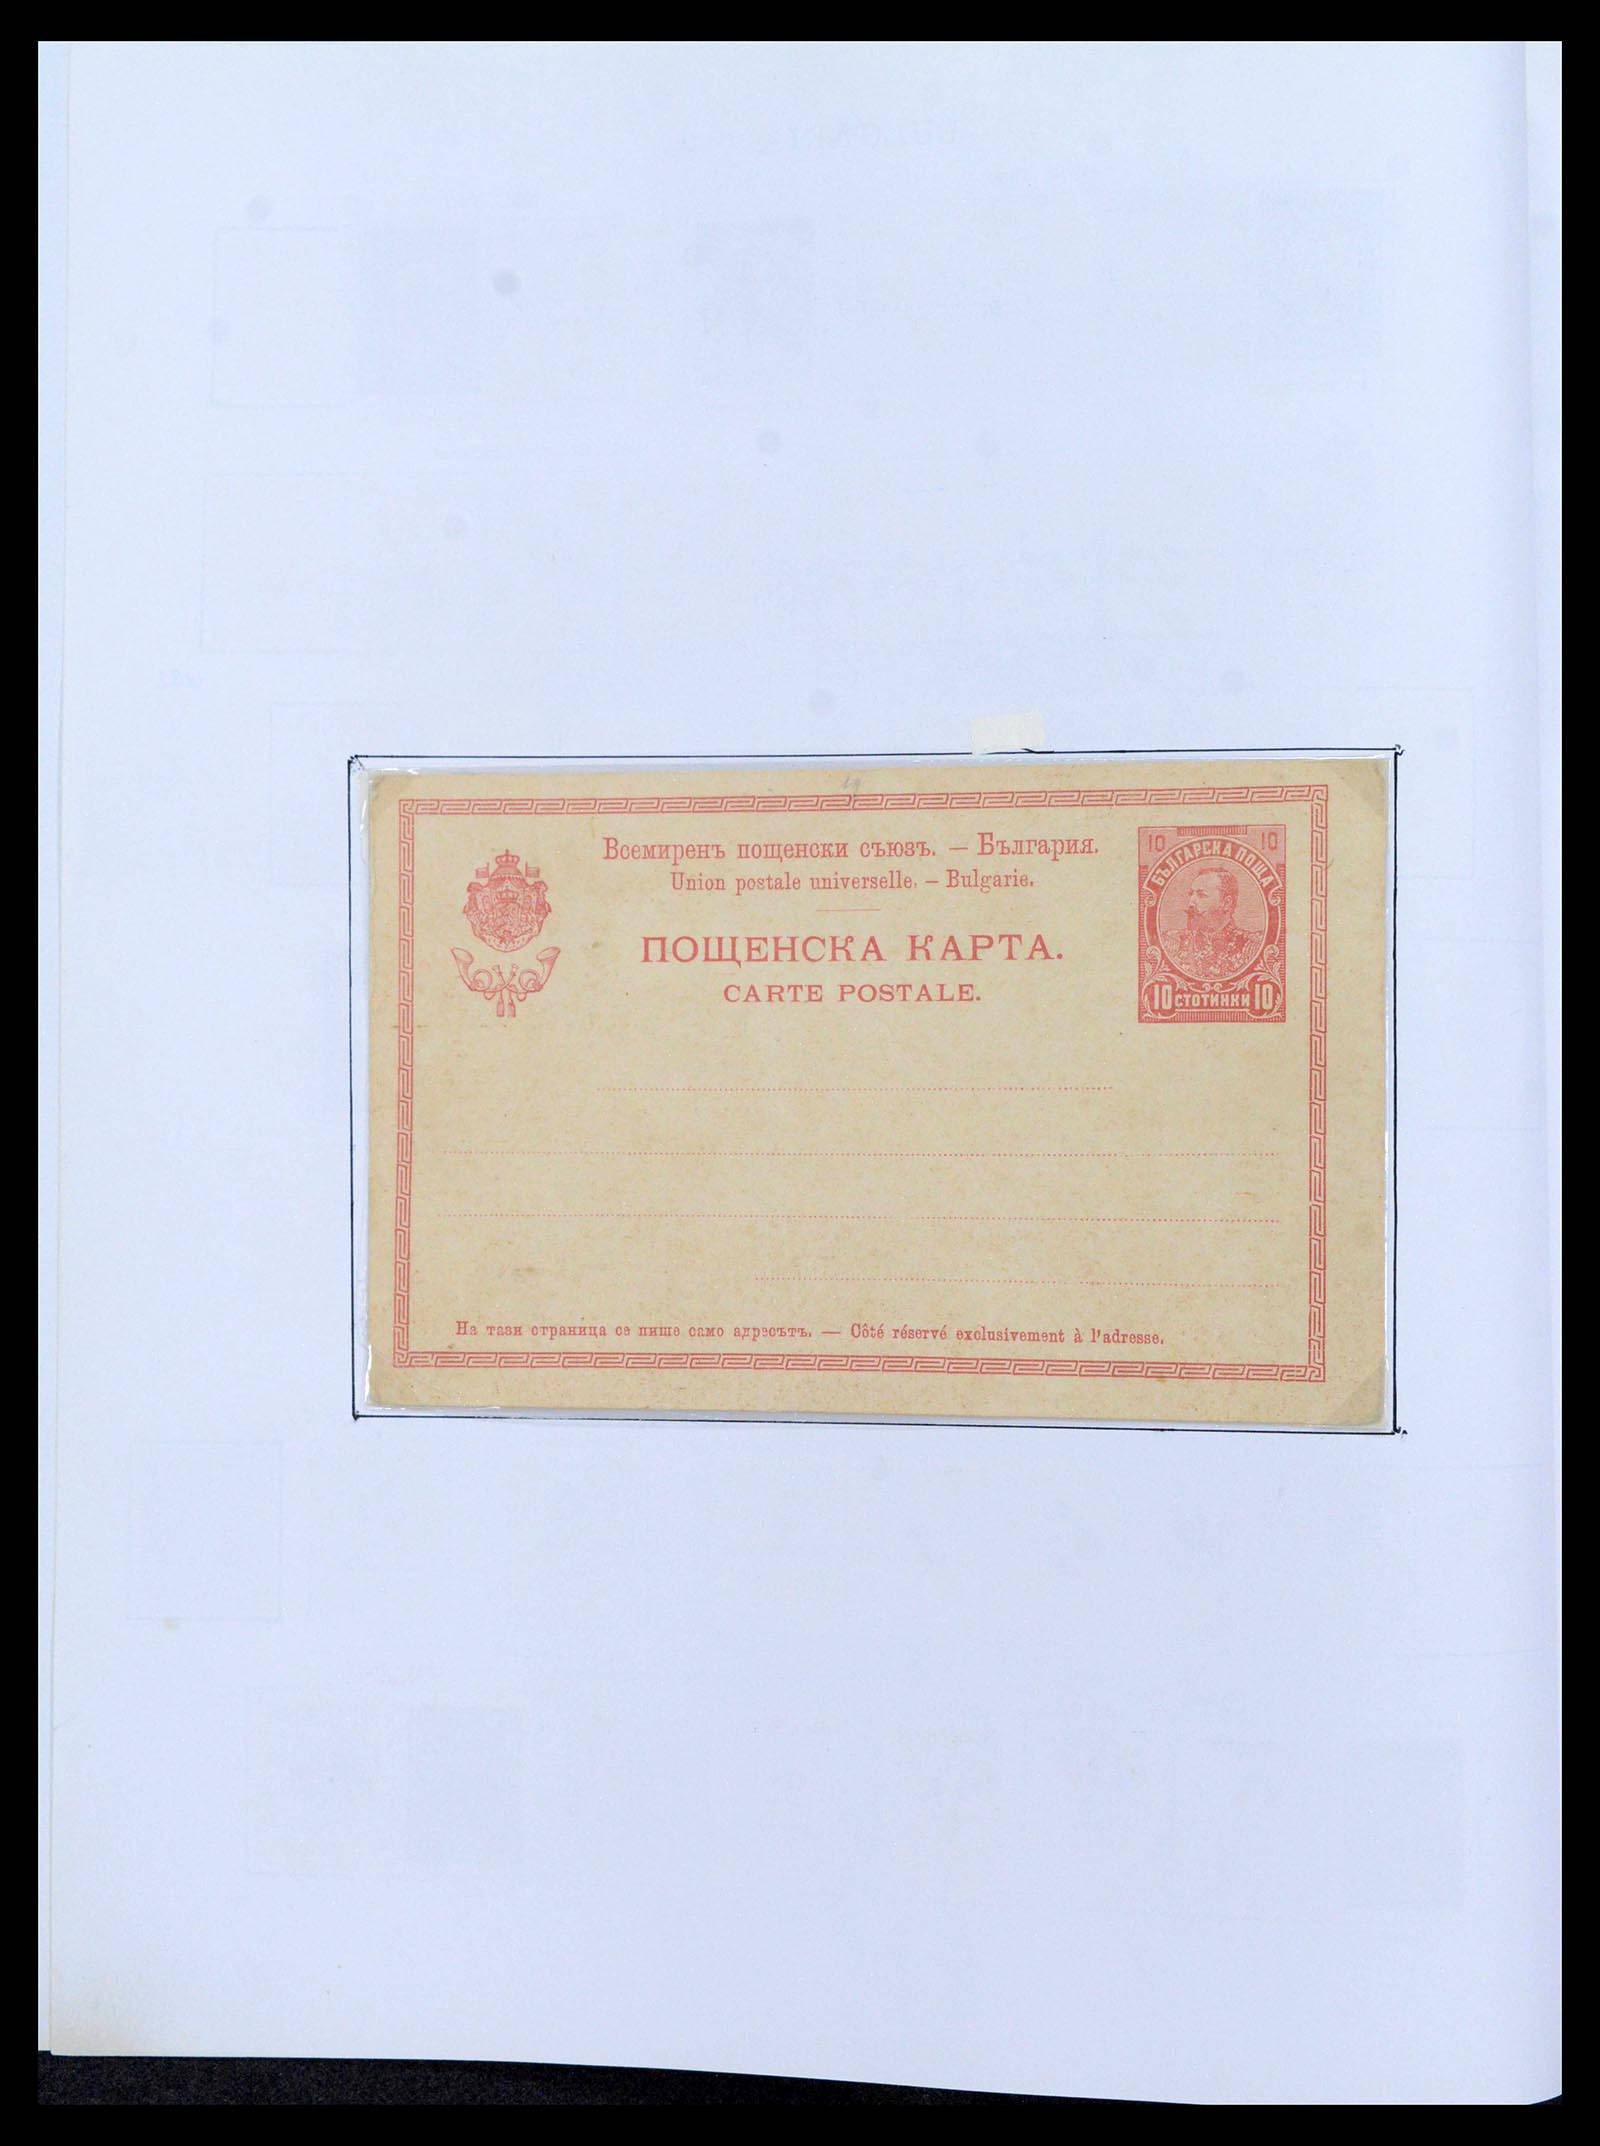 Всемиренъ пощенски съюзъ. — България.
Union postale universelle. — Bulgarie.
ПОЩЕНСКА КАРТА.
CARTE POSTALE.
10 10
БЪЛГАРСКА ПОЩА
10 СТОТИНКИ 10
На тази страница се пише само адресътъ. — Côté réservé exclusivement à l'adresse.